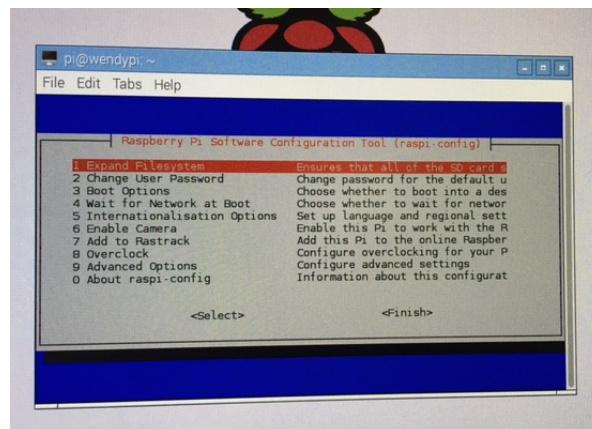 pi@wendypi: ~
File Edit Tabs Help
Raspberry Pi Software Configuration Tool (raspi-config)
1 Expand Filesystem Ensures that all of the SD card s
2 Change User Password Change password for the default u
3 Boot Options Choose whether to boot into a des
4 Wait for Network at Boot Choose whether to wait for networ
5 Internationalisation Options Set up language and regional sett
6 Enable Camera Enable this Pi to work with the R
7 Add to Rastrack Add this Pi to the online Raspber
8 Overclock Configure overclocking for your P
9 Advanced Options Configure advanced settings
0 About raspi-config Information about this configurat
<Select> <Finish>